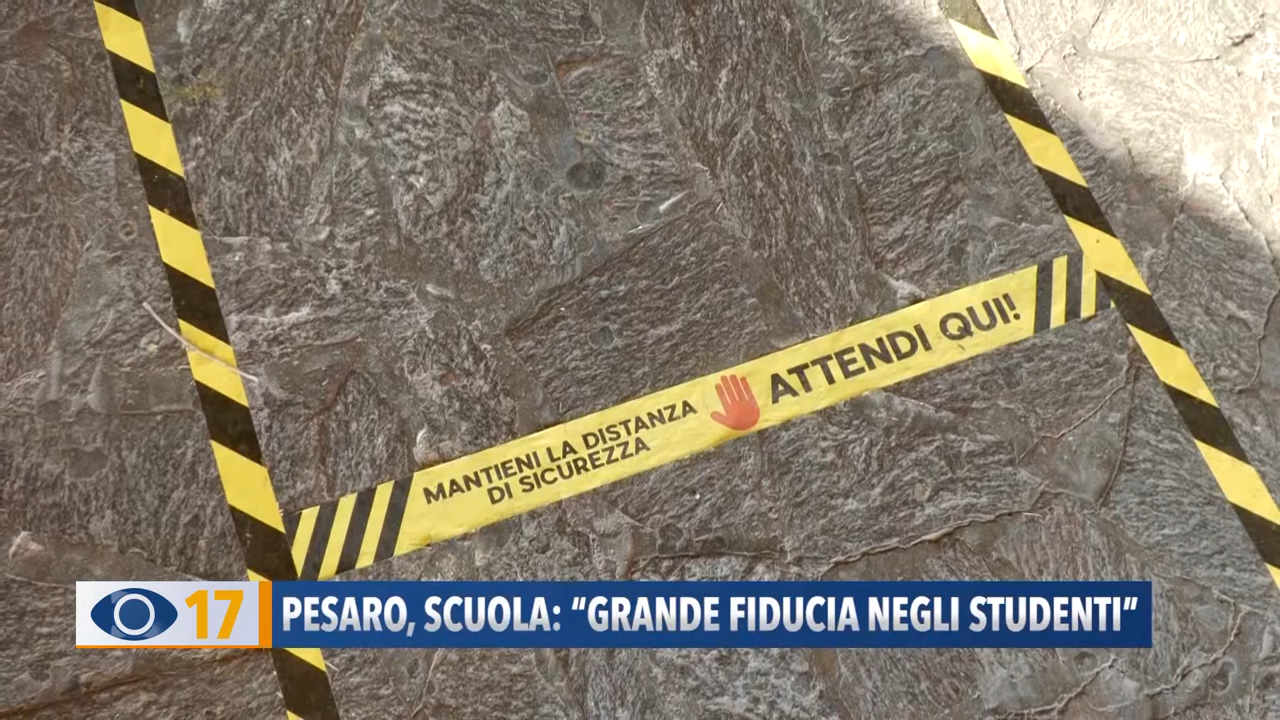 MANTIENI LA DISTANZA
DI SICUREZZA
ATTENDI QUI!
17
PESARO, SCUOLA: “GRANDE FIDUCIA NEGLI STUDENTI”